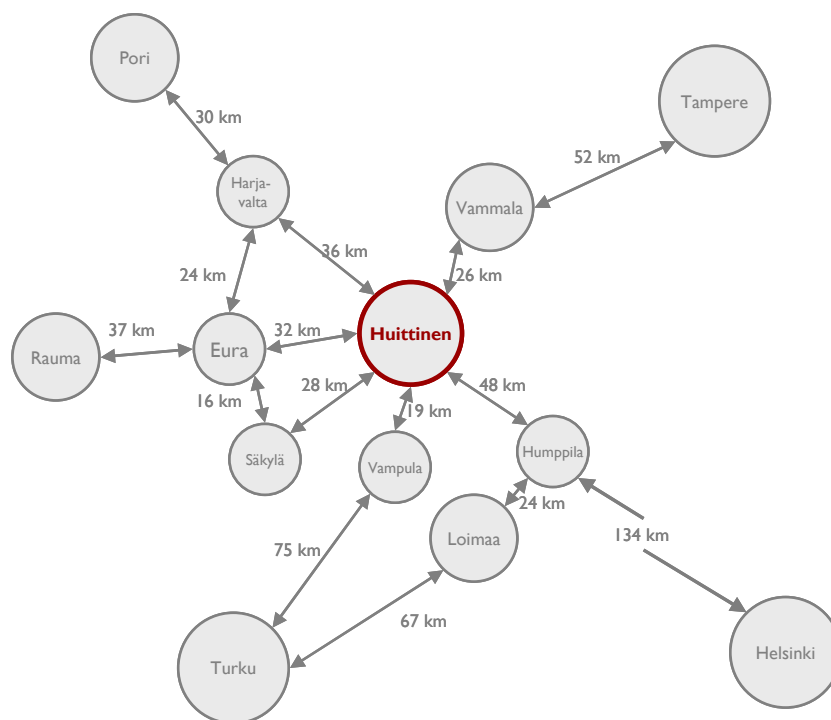 Pori
Tampere
30 km
52 km
Harja-
valta
Vammala
36 km
24 km
26 km
37 km
32 km
Huittinen
Rauma
Eura
28 km
48 km
16 km
19 km
Säkylä
Vampula
Humppila
24 km
Loimaa
134 km
75 km
67 km
Turku
Helsinki